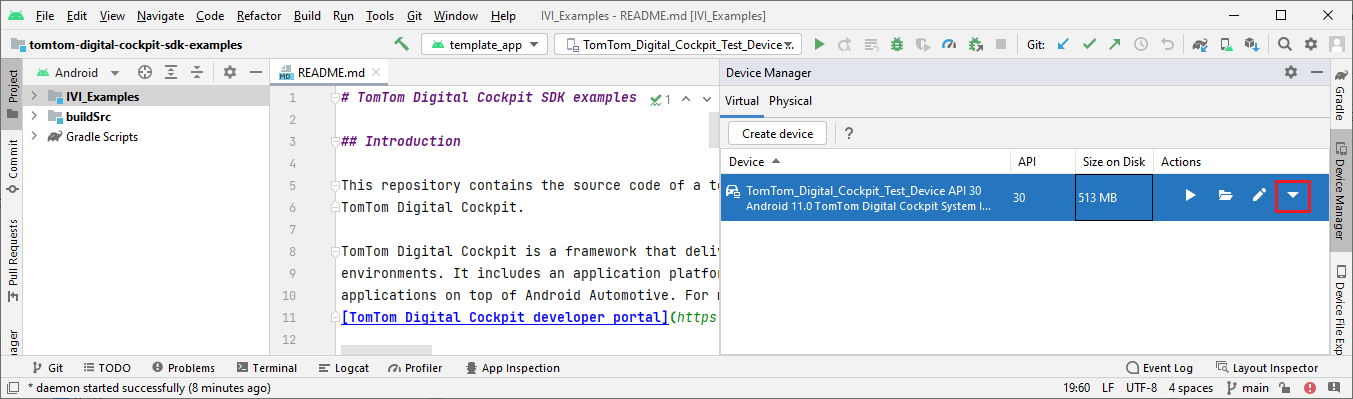 File Edit View Navigate Code Refactor Build Run Tools Git Window Help IVI_Examples - README.md [IVI_Examples]
tomtom-digital-cockpit-sdk-examples template_app TomTom_Digital_Cockpit_Test_Device Git:
Project
Commit
Pull Requests
Android
IVI_Examples
buildSrc
Gradle Scripts
README.md
1 # TomTom Digital Cockpit SDK examples 1
2
3 ## Introduction
4
5 This repository contains the source code of a
6 TomTom Digital Cockpit.
7
8 TomTom Digital Cockpit is a framework that
9 environments. It includes an application
10 applications on top of Android Automotive. For
11 [TomTom Digital Cockpit developer portal](https
12
Device Manager
Virtual Physical
Create device ?
Device API Size on Disk Actions
TomTom_Digital_Cockpit_Test_Device API 30
Android 11.0 TomTom Digital Cockpit System I...
30 513 MB
Gradle
Device Manager
Device File Exp
Git TODO Problems Terminal Logcat Profiler App Inspection Event Log Layout Inspector
* daemon started successfully (8 minutes ago) 19:60 LF UTF-8 4 spaces main